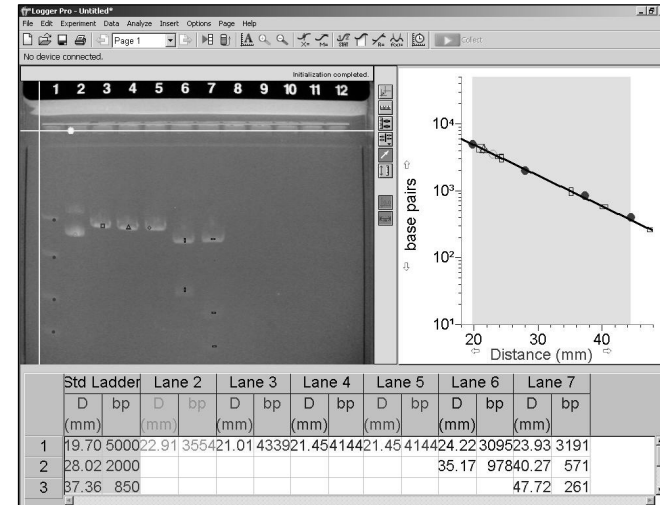 Logger Pro - Untitled*
File Edit Experiment Data Analyze Insert Options Page Help
Page 1 Collect
No device connected.
Initialization completed.
1 2 3 4 5 6 7 8 9 10 11 12
10⁴
10³
10²
10¹
base pairs
20 30 40
Distance (mm)
Std Ladder Lane 2 Lane 3 Lane 4 Lane 5 Lane 6 Lane 7
D bp D bp D bp D bp D bp D bp D bp
(mm) (mm) (mm) (mm) (mm) (mm) (mm)
1 19.70 5000 22.91 3554 21.01 4339 21.45 4144 21.45 4144 24.22 3095 23.93 3191
2 28.02 2000 35.17 978 40.27 571
3 37.36 850 47.72 261